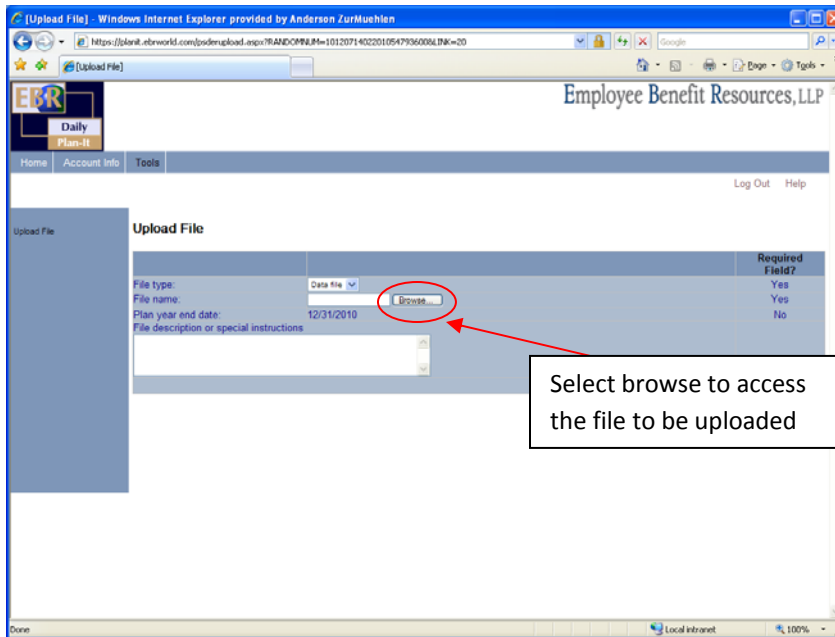 [Upload File] - Windows Internet Explorer provided by Anderson ZurMuehlen
https://planit.ebrworld.com/psderupload.aspx?RANDOMNUM=101207140220105479360086LINK=20
Google
[Upload File]
Page
Tools
EBR
Daily
Plan-It
Employee Benefit Resources, LLP
Home Account Info Tools
Log Out Help
Upload File
Upload File
Required Field?
File type: Data file Yes
File name: Browse... Yes
Plan year end date: 12/31/2010 No
File description or special instructions
Select browse to access
the file to be uploaded
Done
Local intranet
100%